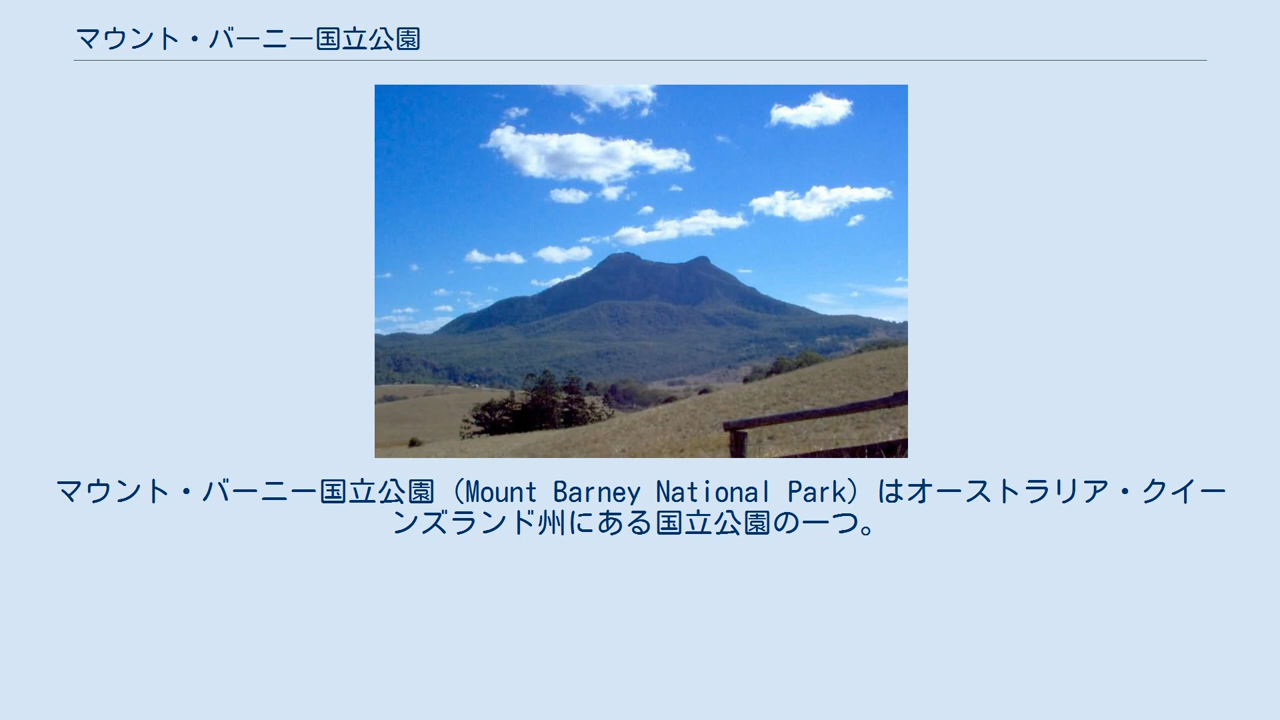 マウント・バーニー国立公園
マウント・バーニー国立公園（Mount Barney National Park）はオーストラリア・クイー
ンズランド州にある国立公園の一つ。